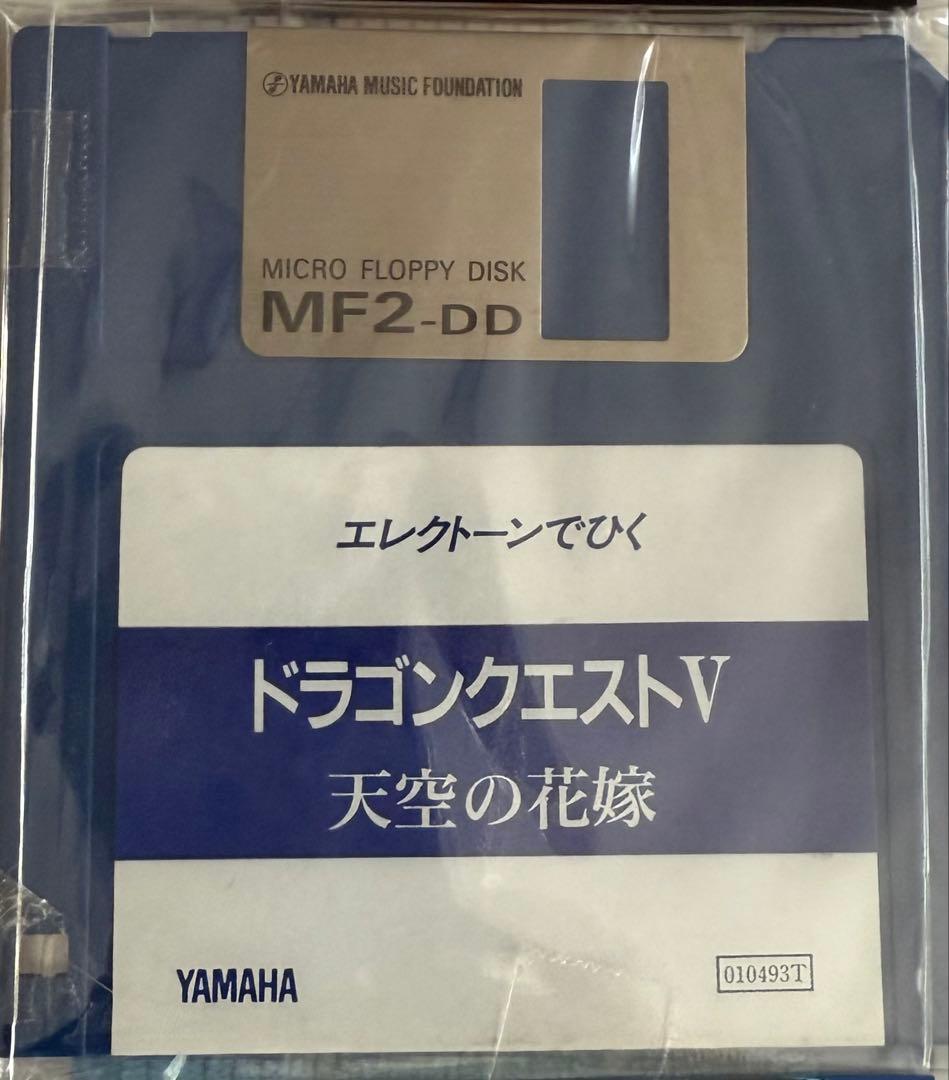 YAMAHA MUSIC FOUNDATION
MICRO FLOPPY DISK
MF2-DD
エレクトーンでひく
ドラゴンクエストV
天空の花嫁
YAMAHA
010493T